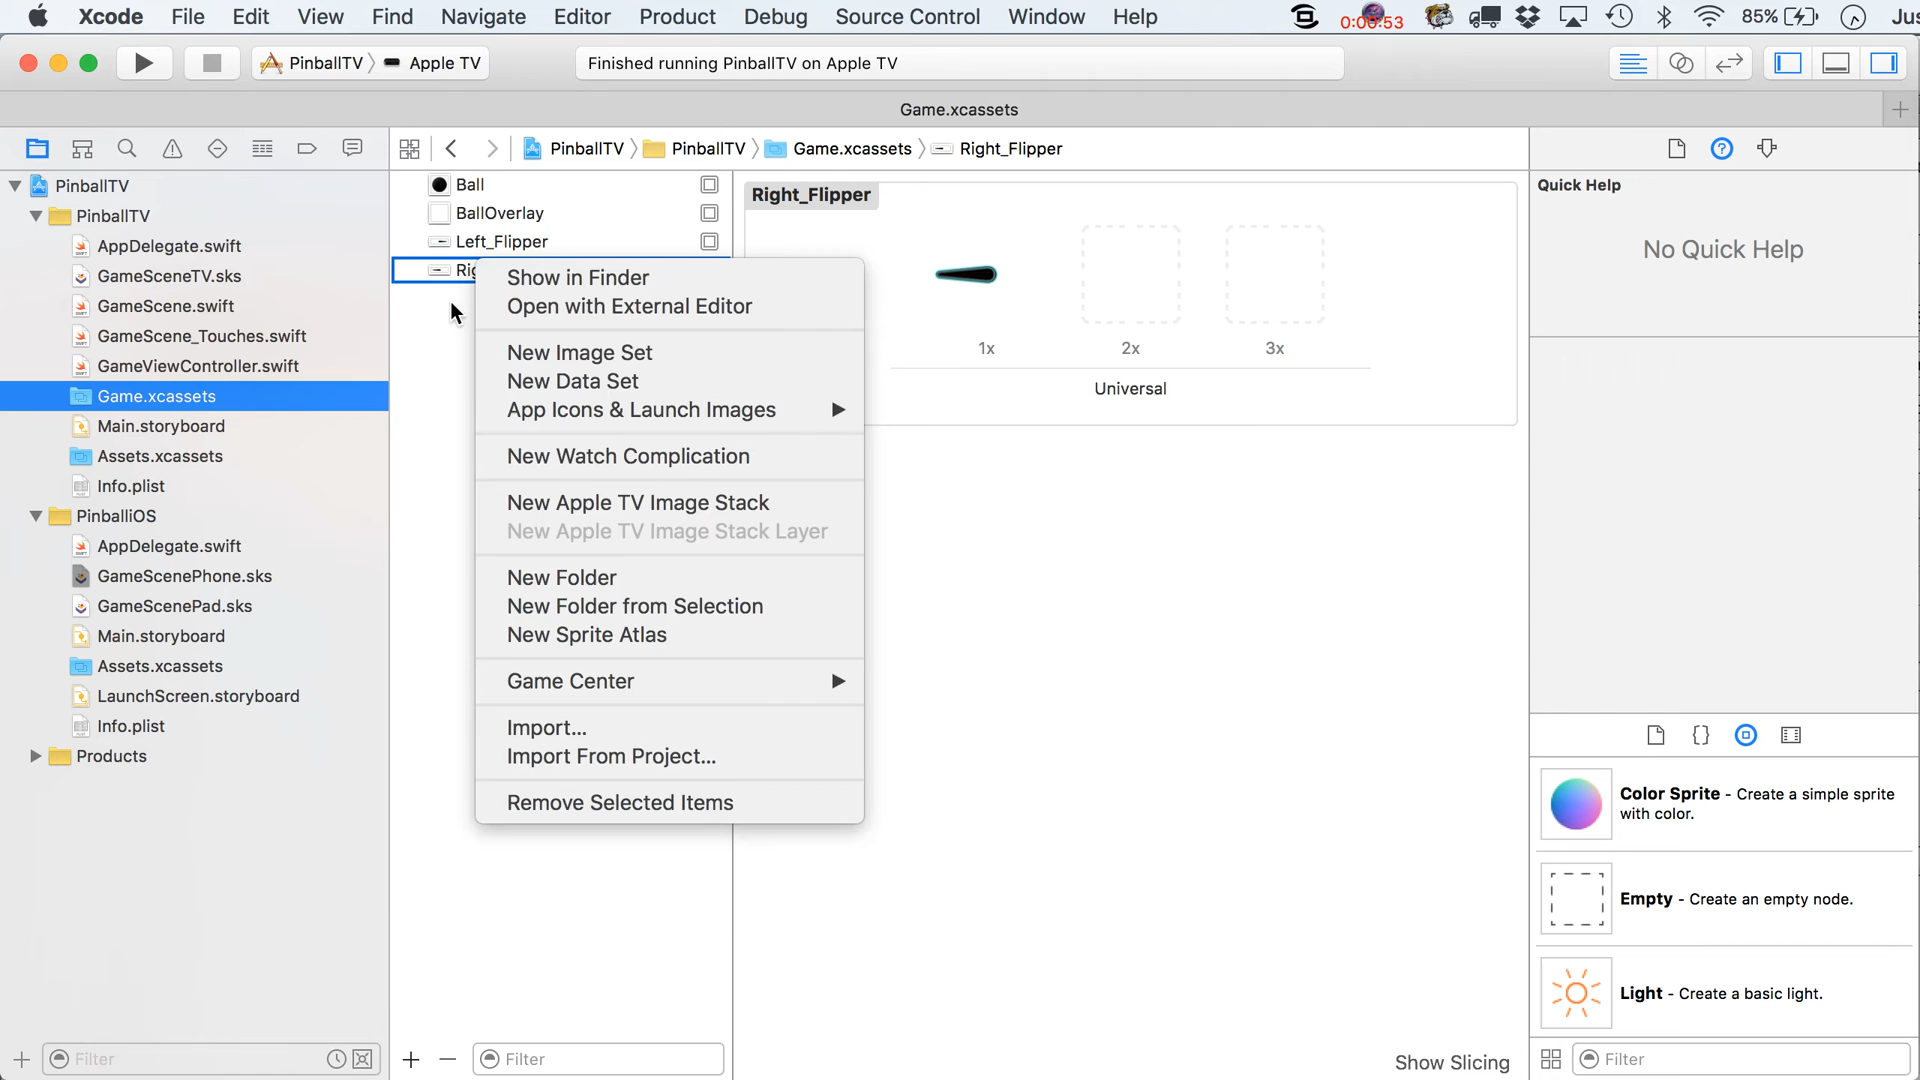 Xcode File Edit View Find Navigate Editor Product Debug Source Control Window Help 0:00:53 85%
PinballTV Apple TV Finished running PinballTV on Apple TV
Game.xcassets
PinballTV PinballTV Game.xcassets Right_Flipper
PinballTV
PinballTV
AppDelegate.swift
GameSceneTV.sks
GameScene.swift
GameScene_Touches.swift
GameViewController.swift
Game.xcassets
Main.storyboard
Assets.xcassets
Info.plist
PinballiOS
AppDelegate.swift
GameScenePhone.sks
GameScenePad.sks
Main.storyboard
Assets.xcassets
LaunchScreen.storyboard
Info.plist
Products
Filter
Ball
BallOverlay
Left_Flipper
Show in Finder
Open with External Editor
New Image Set
New Data Set
App Icons & Launch Images
New Watch Complication
New Apple TV Image Stack
New Apple TV Image Stack Layer
New Folder
New Folder from Selection
New Sprite Atlas
Game Center
Import...
Import From Project...
Remove Selected Items
Filter
Right_Flipper
1x 2x 3x
Universal
Show Slicing
Quick Help
No Quick Help
{}
Color Sprite - Create a simple sprite
with color.
Empty - Create an empty node.
Light - Create a basic light.
Filter